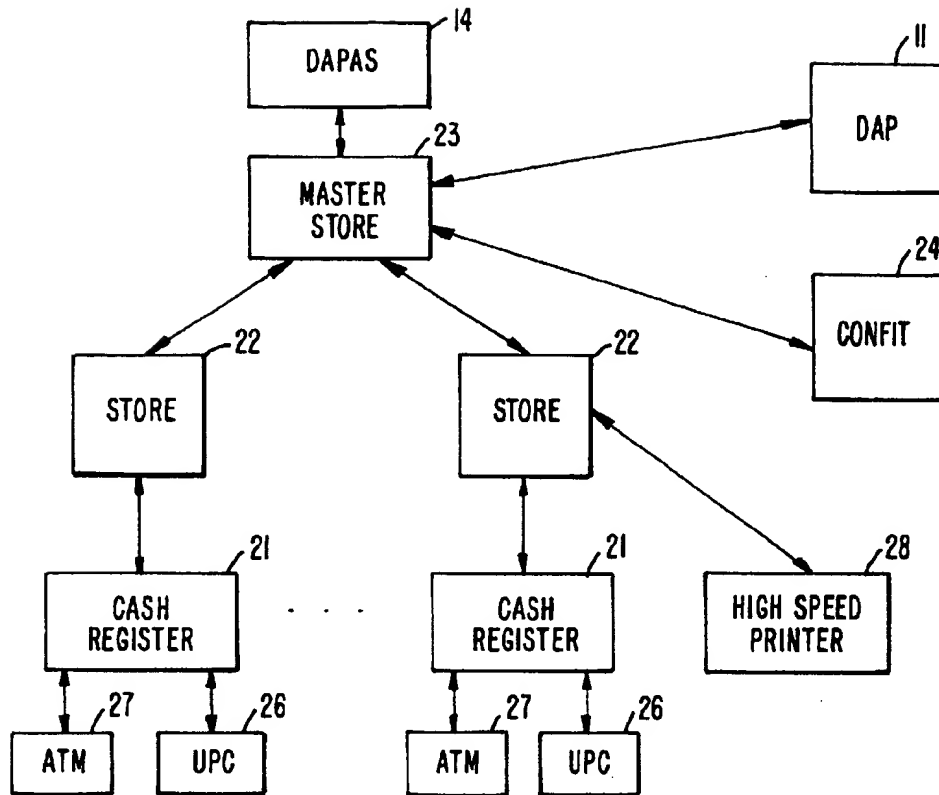 14
DAPAS
11
DAP
23
MASTER
STORE
24
CONFIT
22
STORE
22
STORE
21
CASH
REGISTER
21
CASH
REGISTER
28
HIGH SPEED
PRINTER
27
ATM
26
UPC
27
ATM
26
UPC